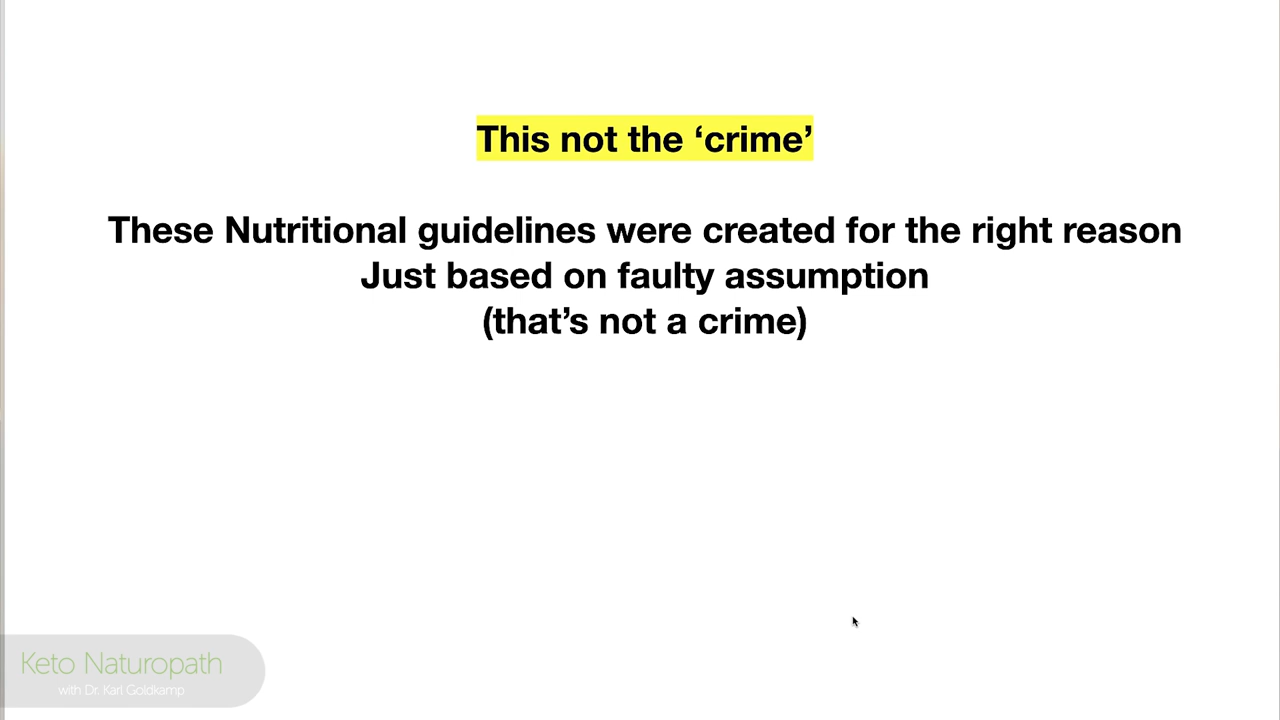 This not the ‘crime’
These Nutritional guidelines were created for the right reason
Just based on faulty assumption
(that’s not a crime)
Keto Naturopath
with Dr. Karl Goldkamp